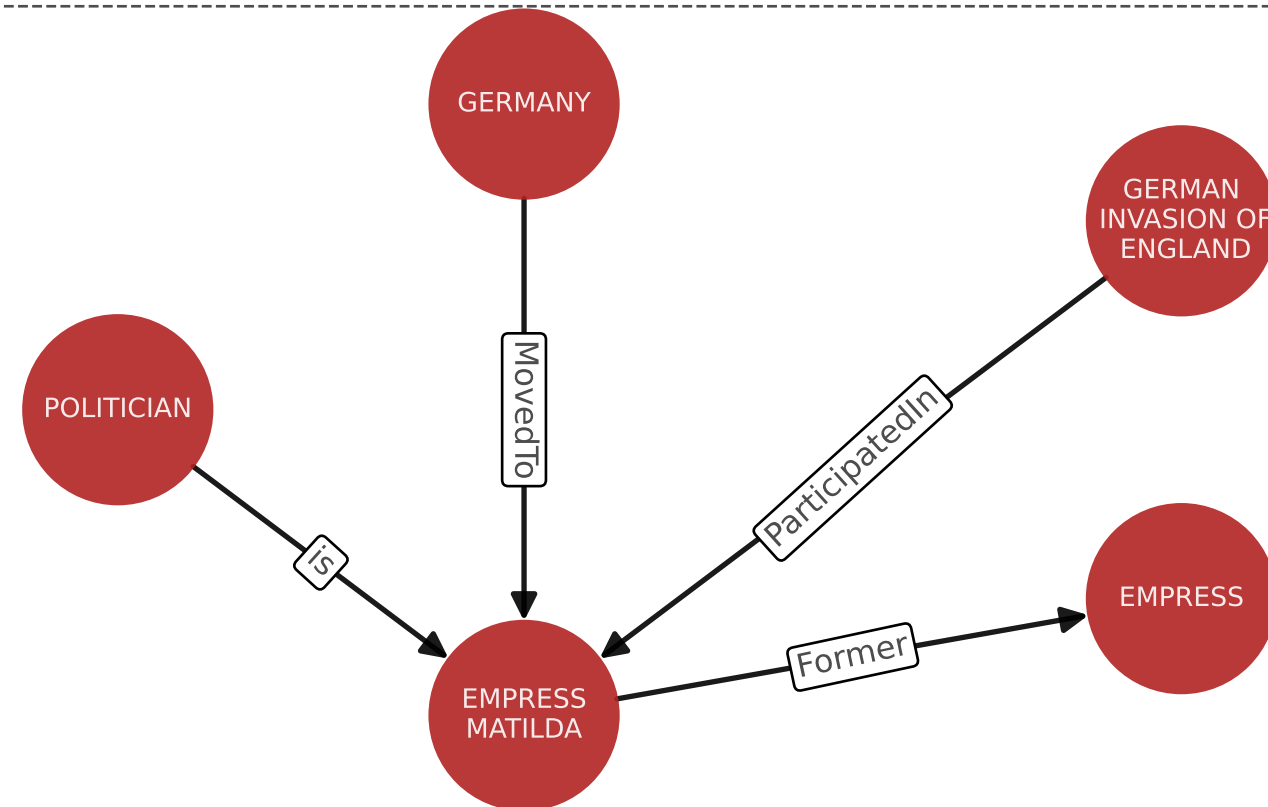 GERMANY
GERMAN
INVASION OF
ENGLAND
MovedTo
POLITICIAN
ParticipatedIn
is
EMPRESS
Former
EMPRESS
MATILDA